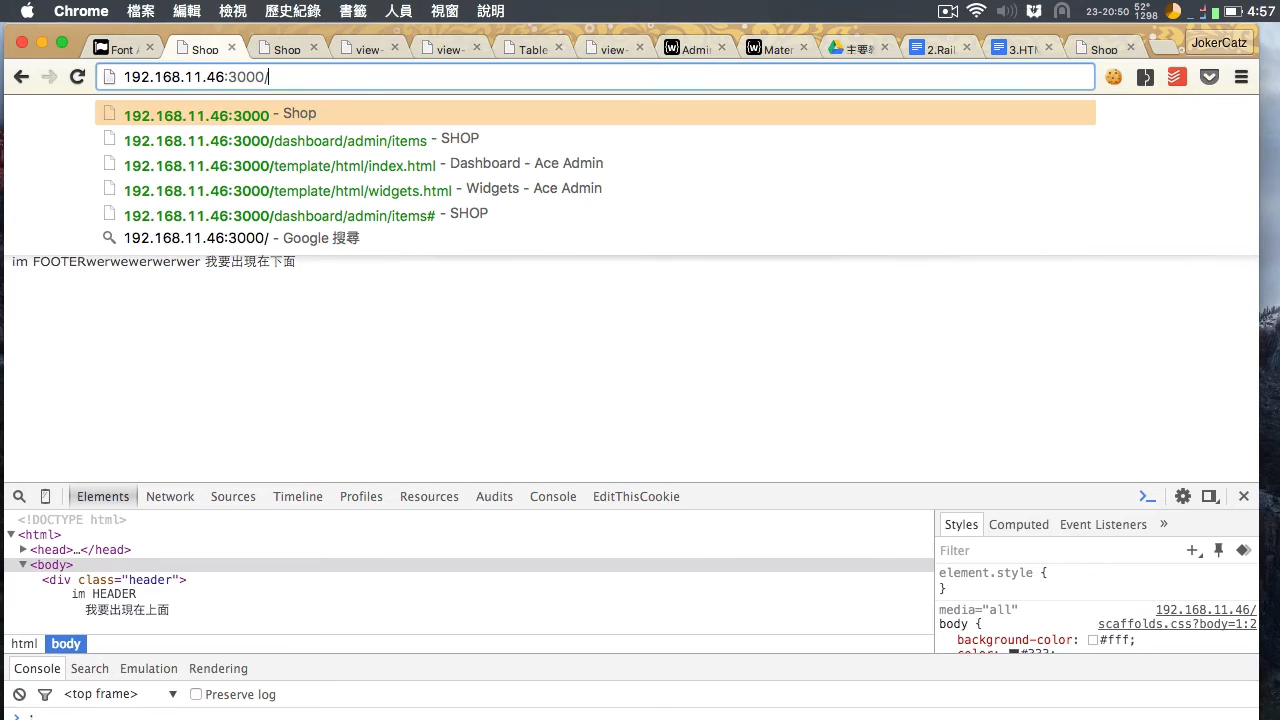 Chrome 檔案 編輯 檢視 歷史紀錄 書籤 人員 視窗 說明 23-20:50 52° 1298 4:57
Font A Shop Shop view- view- Table view- Admi Mater 主要教 2.Rail 3.HTM Shop JokerCatz
192.168.11.46:3000/
192.168.11.46:3000 - Shop
192.168.11.46:3000/dashboard/admin/items - SHOP
192.168.11.46:3000/template/html/index.html - Dashboard - Ace Admin
192.168.11.46:3000/template/html/widgets.html - Widgets - Ace Admin
192.168.11.46:3000/dashboard/admin/items# - SHOP
192.168.11.46:3000/ - Google 搜尋
im FOOTERwerwewerwerwer 我要出現在下面
Elements Network Sources Timeline Profiles Resources Audits Console EditThisCookie
<!DOCTYPE html>
<html>
<head>…</head>
<body>
<div class="header">
im HEADER
我要出現在上面
html body
Styles Computed Event Listeners »
Filter
element.style {
}
media="all" 192.168.11.46/
body { scaffolds.css?body=1:2
background-color: #fff;
color: #333;
Console Search Emulation Rendering
<top frame> Preserve log